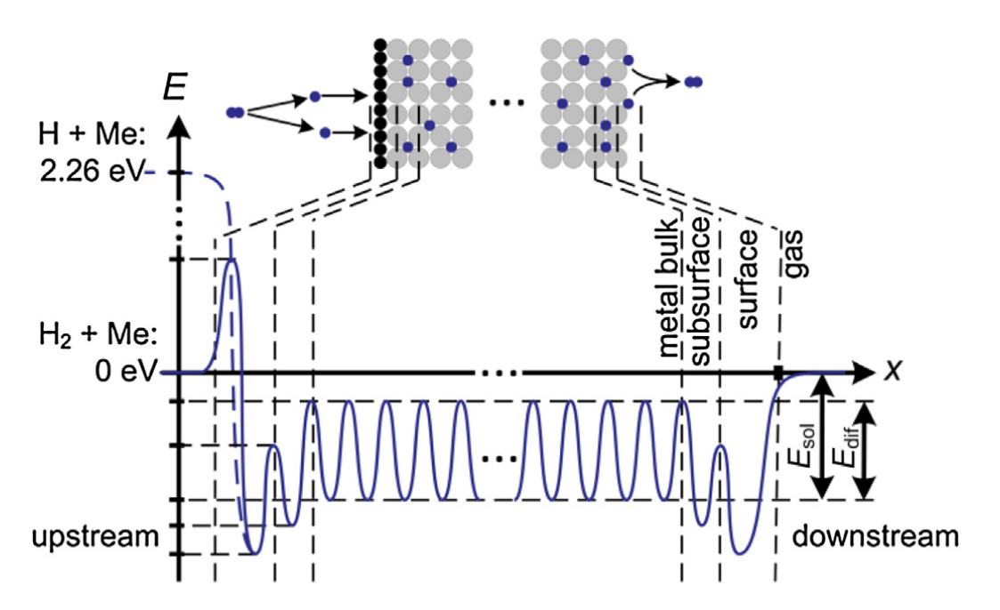 E
H + Me:
2.26 eV
...
H₂ + Me:
0 eV
...
x
metal bulk
subsurface
surface
gas
...
E_sol
E_dif
upstream
downstream